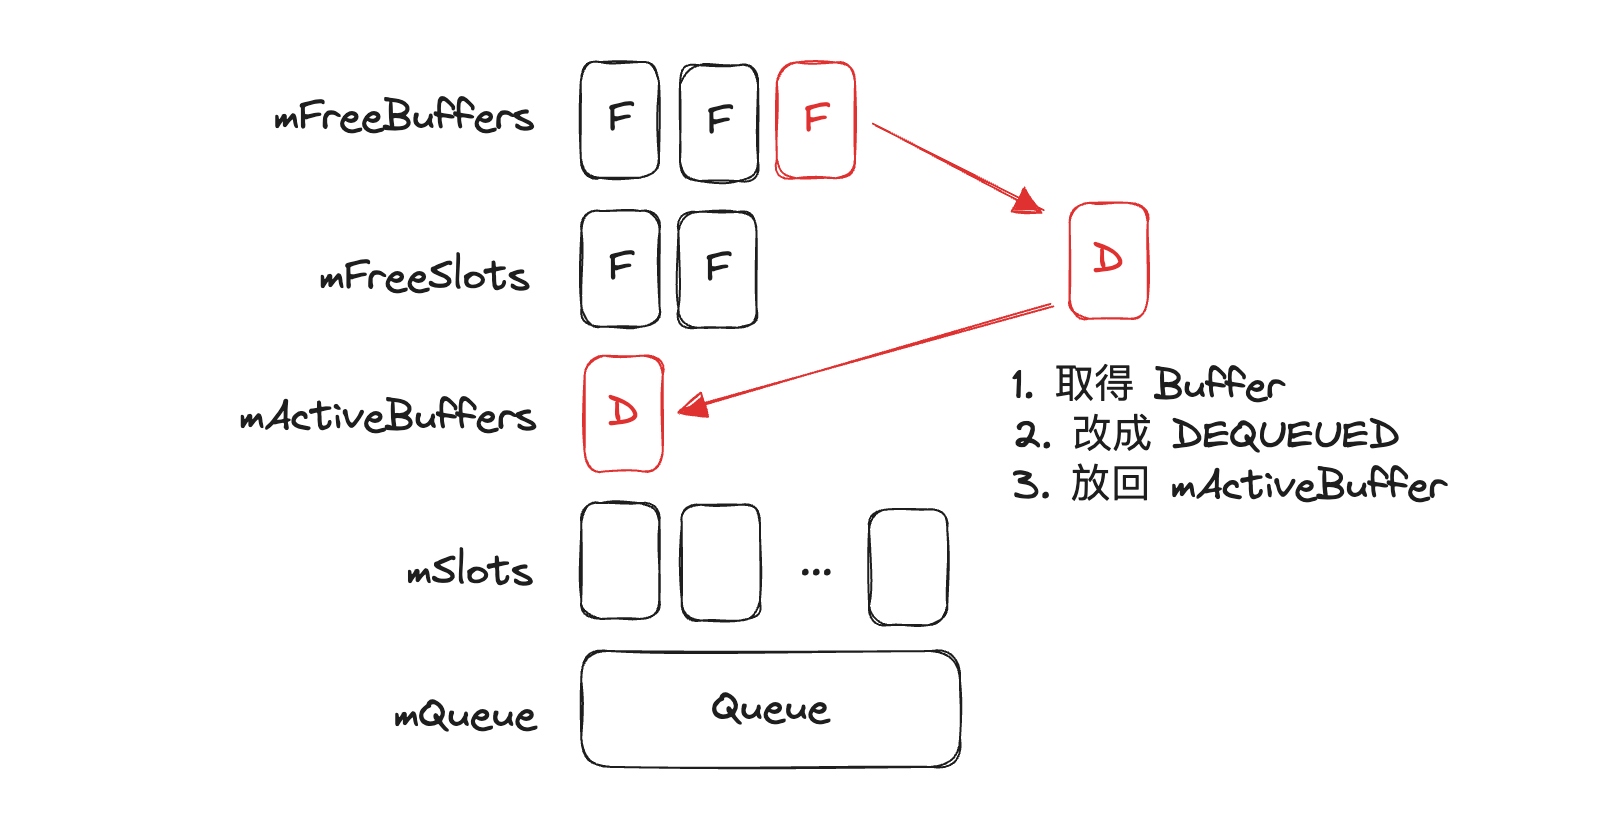 mFreeBuffers F F F
mFreeSlots F F
D
mActiveBuffers D
1. 取得 Buffer
2. 改成 DEQUEUED
3. 放回 mActiveBuffer
mSlots ...
mQueue Queue